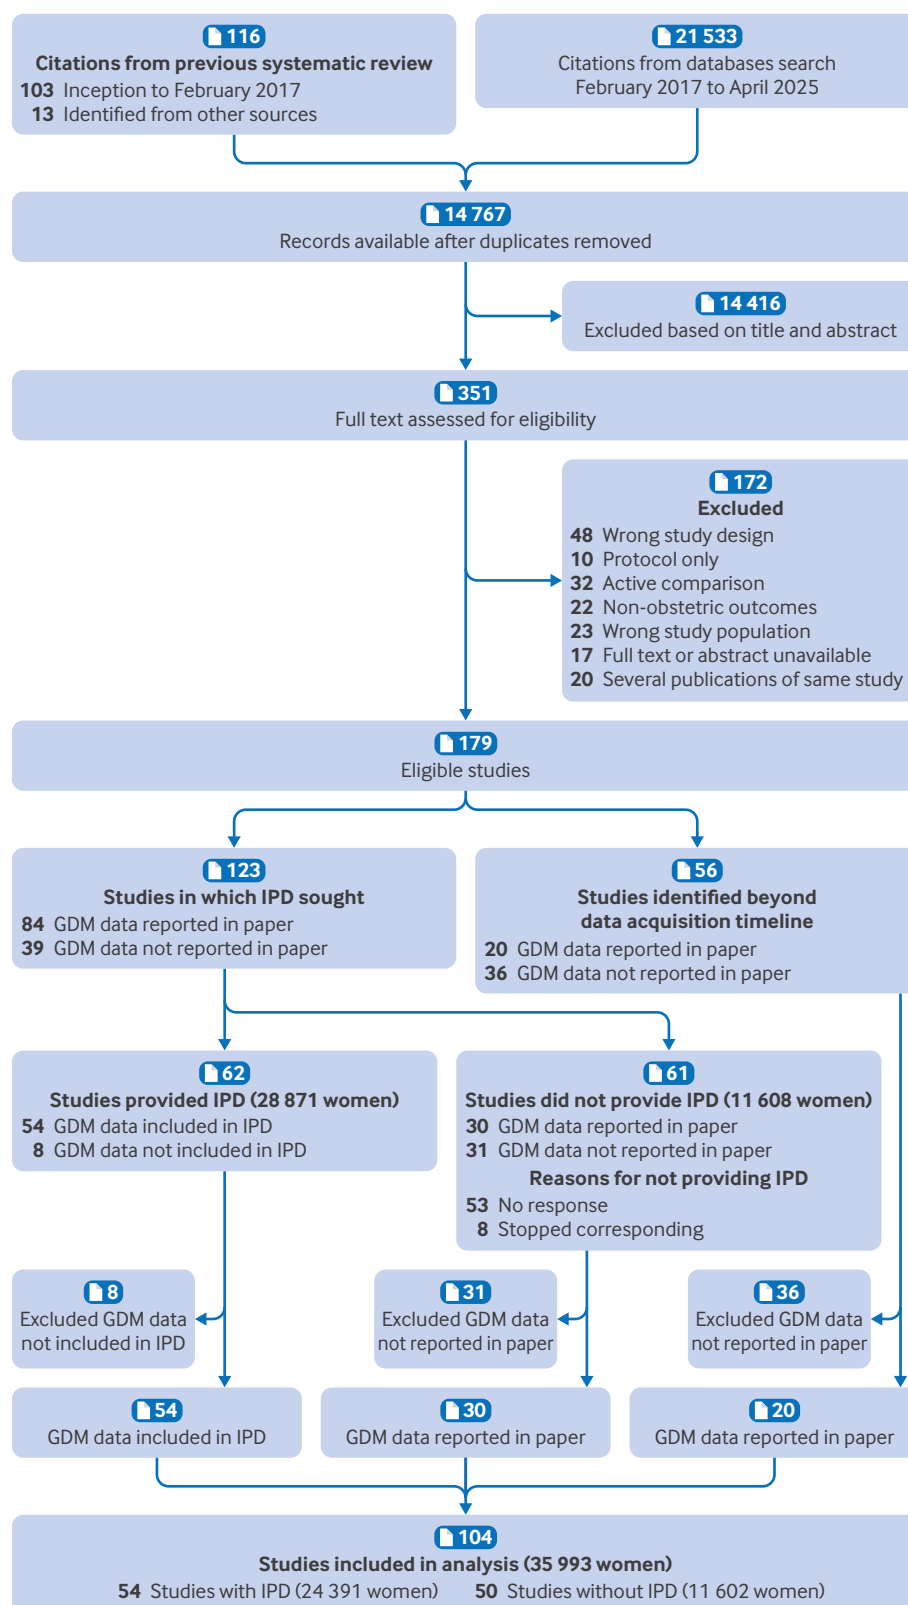 116
Citations from previous systematic review
103 Inception to February 2017
13 Identified from other sources
21 533
Citations from databases search
February 2017 to April 2025
14 767
Records available after duplicates removed
14 416
Excluded based on title and abstract
351
Full text assessed for eligibility
172
Excluded
48 Wrong study design
10 Protocol only
32 Active comparison
22 Non-obstetric outcomes
23 Wrong study population
17 Full text or abstract unavailable
20 Several publications of same study
179
Eligible studies
123
Studies in which IPD sought
84 GDM data reported in paper
39 GDM data not reported in paper
56
Studies identified beyond
data acquisition timeline
20 GDM data reported in paper
36 GDM data not reported in paper
62
Studies provided IPD (28 871 women)
54 GDM data included in IPD
8 GDM data not included in IPD
61
Studies did not provide IPD (11 608 women)
30 GDM data reported in paper
31 GDM data not reported in paper
Reasons for not providing IPD
53 No response
8 Stopped corresponding
8
Excluded GDM data
not included in IPD
31
Excluded GDM data
not reported in paper
36
Excluded GDM data
not reported in paper
54
GDM data included in IPD
30
GDM data reported in paper
20
GDM data reported in paper
104
Studies included in analysis (35 993 women)
54 Studies with IPD (24 391 women) 50 Studies without IPD (11 602 women)